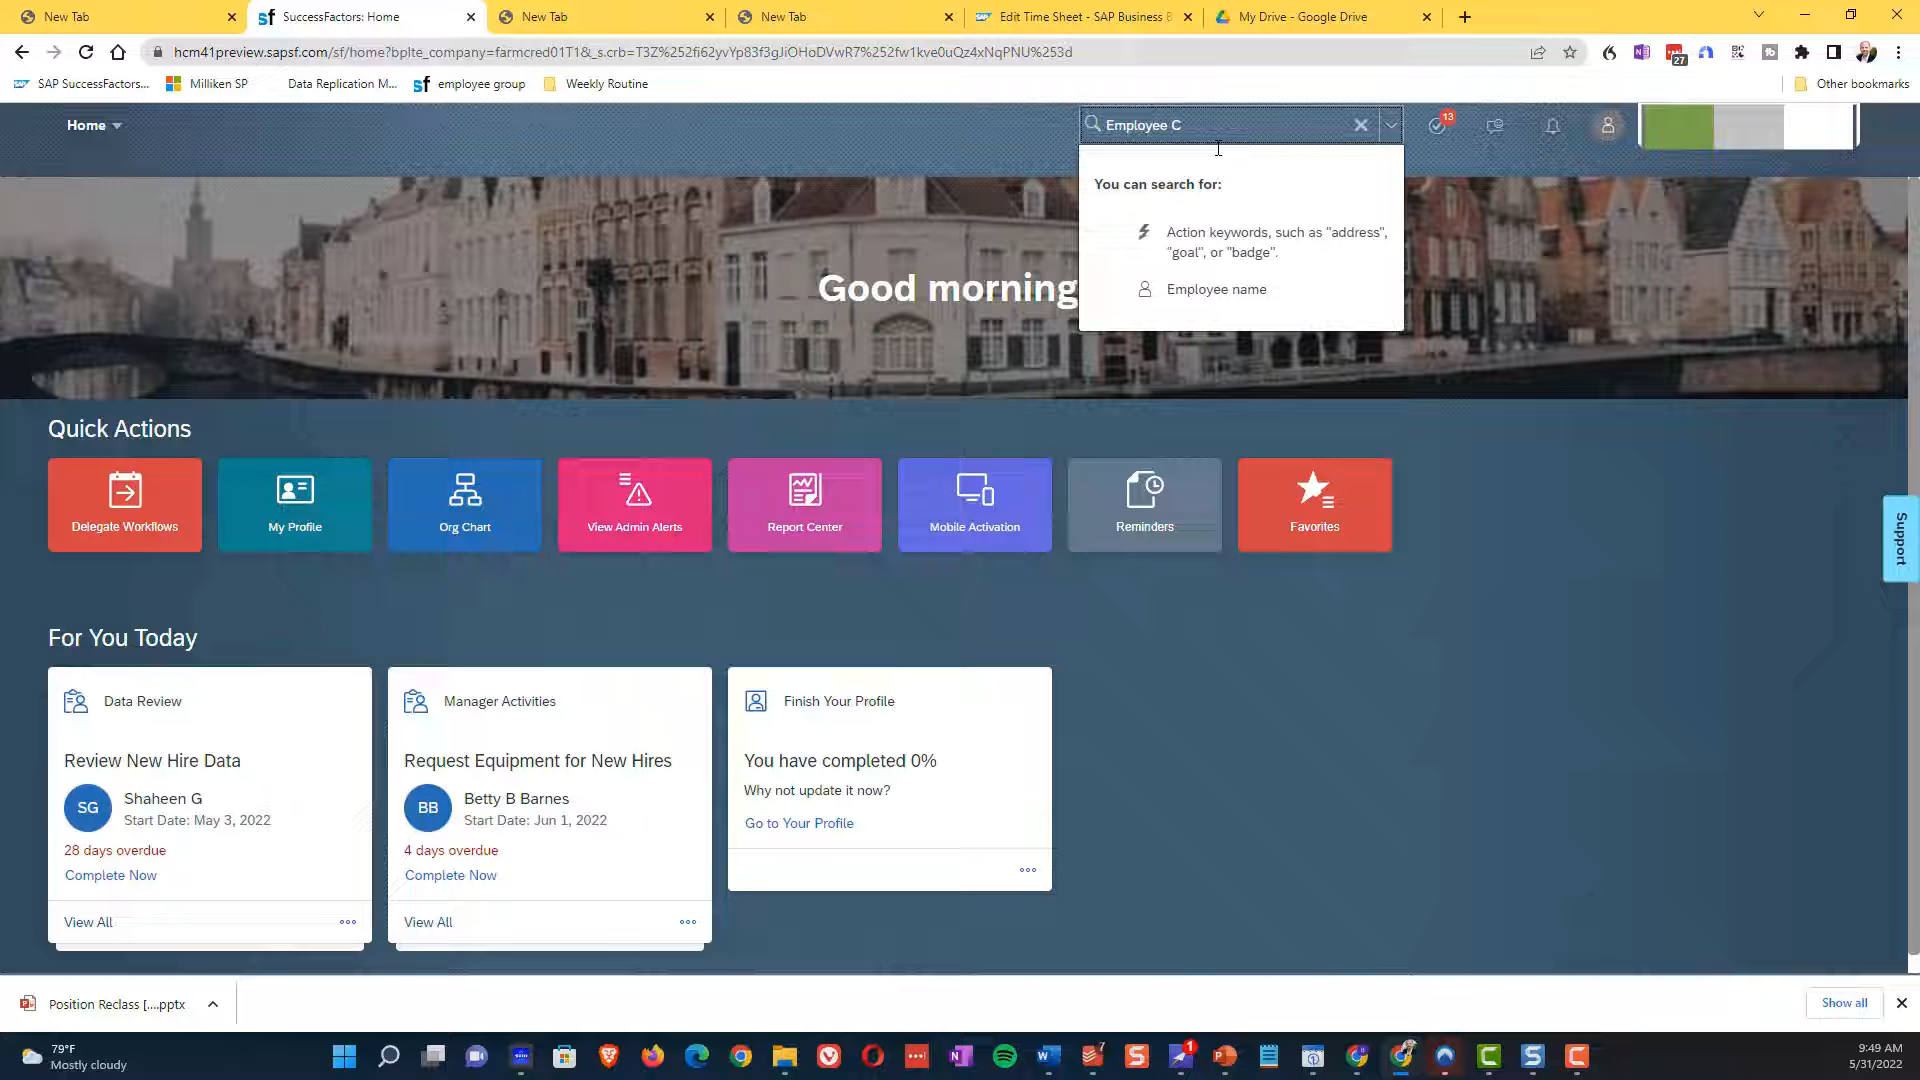 New Tab
SuccessFactors: Home
New Tab
New Tab
Edit Time Sheet - SAP Business B
My Drive - Google Drive
hcm41preview.sapsf.com/sf/home?bplte_company=farmcred01T1&_s.crb=T3Z%252fi62yvYp83f3gJiOHoDVwR7%252fw1kve0uQz4xNqPNU%253d
27
SAP SuccessFactors...
Milliken SP
Data Replication M...
employee group
Weekly Routine
Other bookmarks
Home
Employee C
13
You can search for:
Action keywords, such as "address", "goal", or "badge".
Employee name
Good morning
Quick Actions
Delegate Workflows
My Profile
Org Chart
View Admin Alerts
Report Center
Mobile Activation
Reminders
Favorites
Support
For You Today
Data Review
Review New Hire Data
SG
Shaheen G
Start Date: May 3, 2022
28 days overdue
Complete Now
View All
Manager Activities
Request Equipment for New Hires
BB
Betty B Barnes
Start Date: Jun 1, 2022
4 days overdue
Complete Now
View All
Finish Your Profile
You have completed 0%
Why not update it now?
Go to Your Profile
Position Reclass [....pptx
Show all
79°F
Mostly cloudy
7
1
9:49 AM
5/31/2022